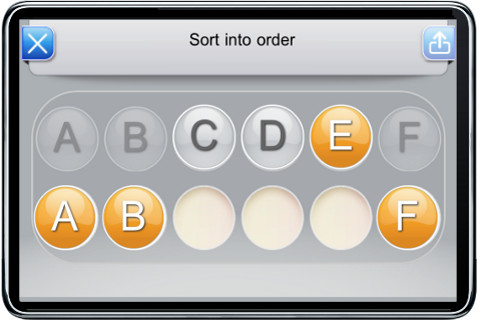 Sort into order
A B C D E F
A B F